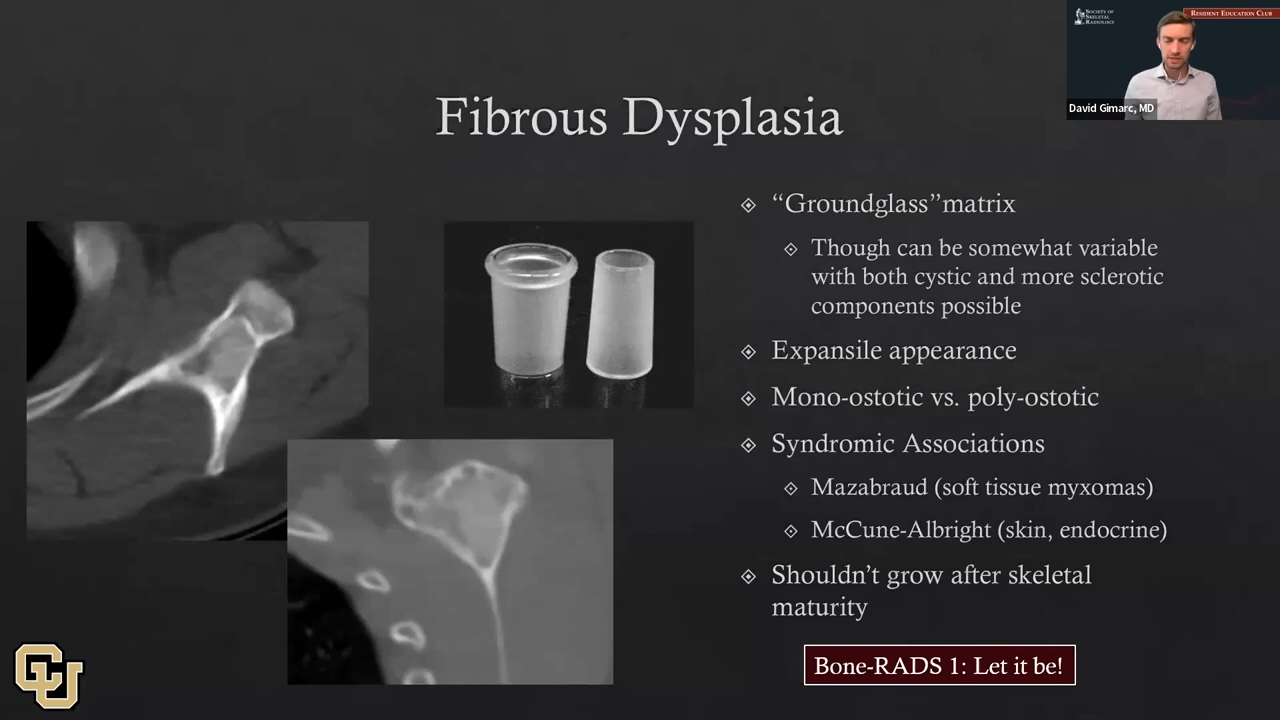 SOCIETY OF
SKELETAL
RADIOLOGY
RESIDENT EDUCATION CLUB
David Gimarc, MD
Fibrous Dysplasia
“Groundglass”matrix
Though can be somewhat variable
with both cystic and more sclerotic
components possible
Expansile appearance
Mono-ostotic vs. poly-ostotic
Syndromic Associations
Mazabraud (soft tissue myxomas)
McCune-Albright (skin, endocrine)
Shouldn’t grow after skeletal
maturity
Bone-RADS 1: Let it be!
CU